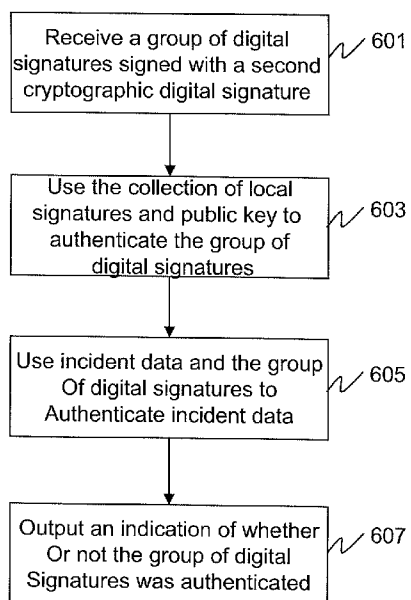 Receive a group of digital
signatures signed with a second
cryptographic digital signature
601
Use the collection of local
signatures and public key to
authenticate the group of
digital signatures
603
Use incident data and the group
Of digital signatures to
Authenticate incident data
605
Output an indication of whether
Or not the group of digital
Signatures was authenticated
607